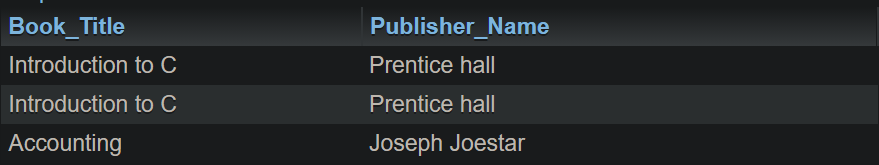 Book_Title Publisher_Name
Introduction to C Prentice hall
Introduction to C Prentice hall
Accounting Joseph Joestar